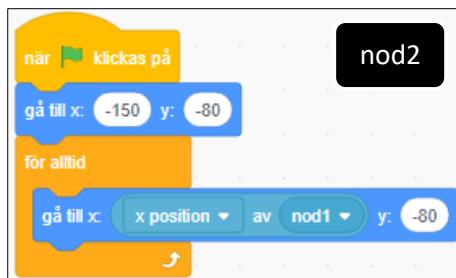 nod2
när klickas på
gå till x: -150 y: -80
för alltid
gå till x: x position av nod1 y: -80